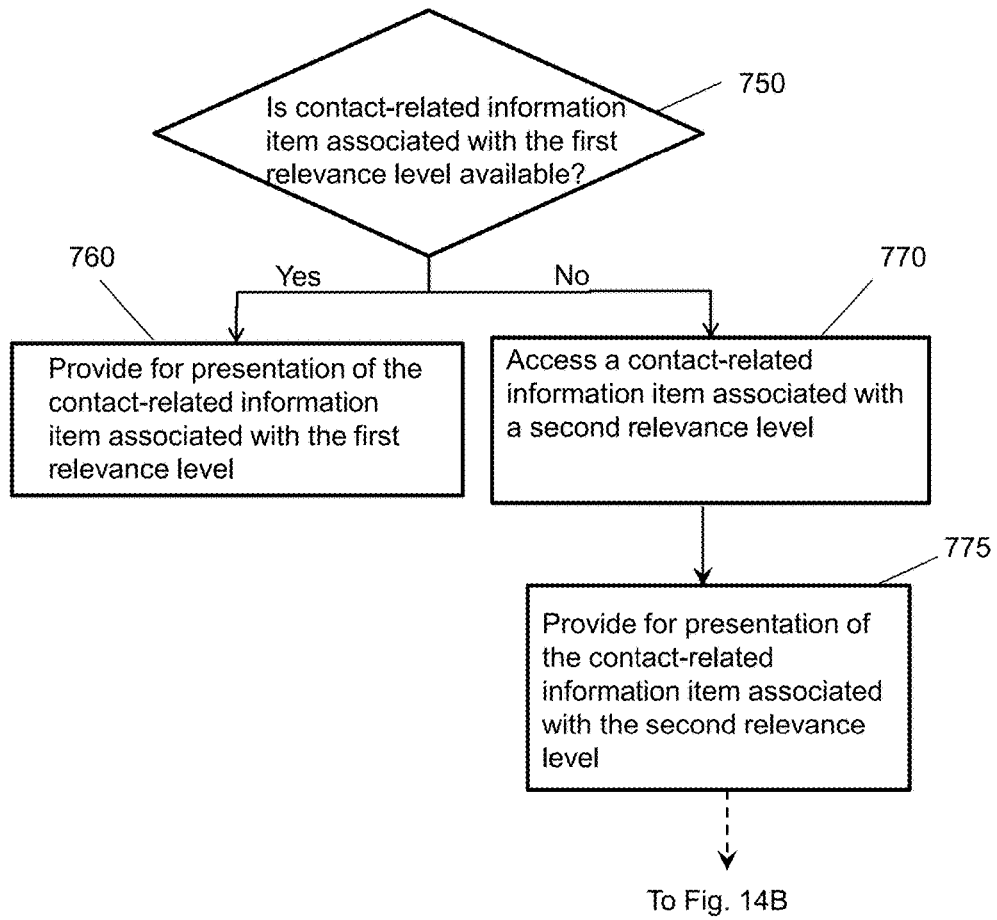 750
Is contact-related information
item associated with the first
relevance level available?
760
Yes
No
770
Provide for presentation of the
contact-related information
item associated with the first
relevance level
Access a contact-related
information item associated with
a second relevance level
775
Provide for presentation of
the contact-related
information item associated
with the second relevance
level
To Fig. 14B